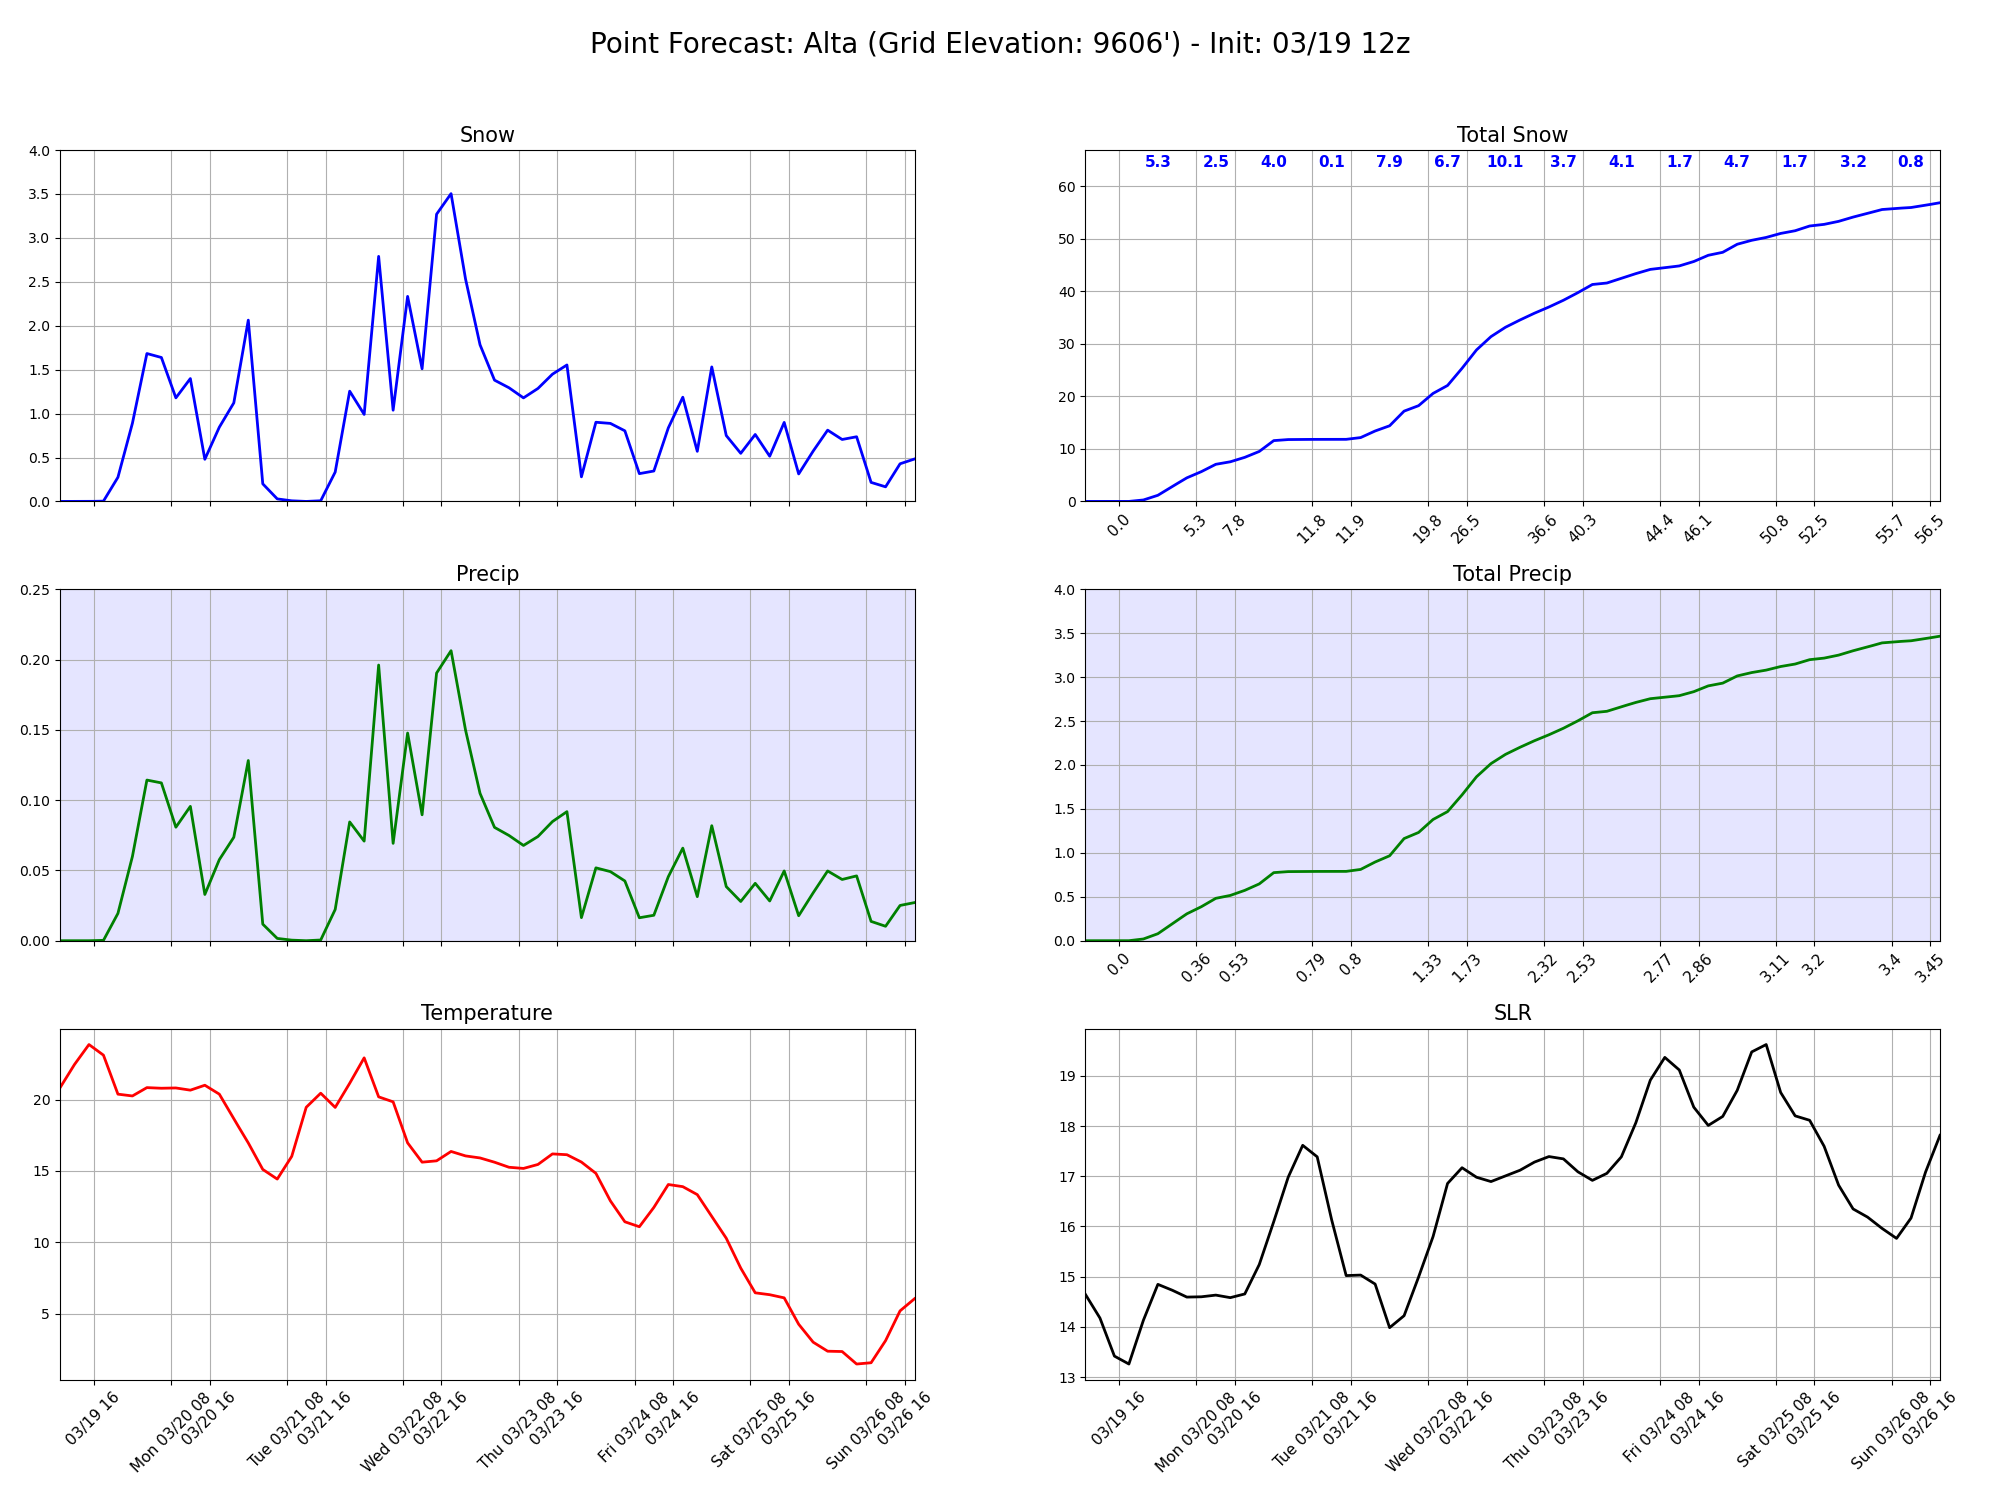 Point Forecast: Alta (Grid Elevation: 9606') - Init: 03/19 12z
Snow
4.0
3.5
3.0
2.5
2.0
1.5
1.0
0.5
0.0
Total Snow
5.3 2.5 4.0 0.1 7.9 6.7 10.1 3.7 4.1 1.7 4.7 1.7 3.2 0.8
60
50
40
30
20
10
0
0.0 5.3 7.8 11.8 11.9 19.8 26.5 36.6 40.3 44.4 46.1 50.8 52.5 55.7 56.5
Precip
0.25
0.20
0.15
0.10
0.05
0.00
Total Precip
4.0
3.5
3.0
2.5
2.0
1.5
1.0
0.5
0.0
0.0 0.36 0.53 0.79 0.8 1.33 1.73 2.32 2.53 2.77 2.86 3.11 3.2 3.4 3.45
Temperature
20
15
10
5
03/19 16
Mon 03/20 08
03/20 16
Tue 03/21 08
03/21 16
Wed 03/22 08
03/22 16
Thu 03/23 08
03/23 16
Fri 03/24 08
03/24 16
Sat 03/25 08
03/25 16
Sun 03/26 08
03/26 16
SLR
19
18
17
16
15
14
13
03/19 16
Mon 03/20 08
03/20 16
Tue 03/21 08
03/21 16
Wed 03/22 08
03/22 16
Thu 03/23 08
03/23 16
Fri 03/24 08
03/24 16
Sat 03/25 08
03/25 16
Sun 03/26 08
03/26 16